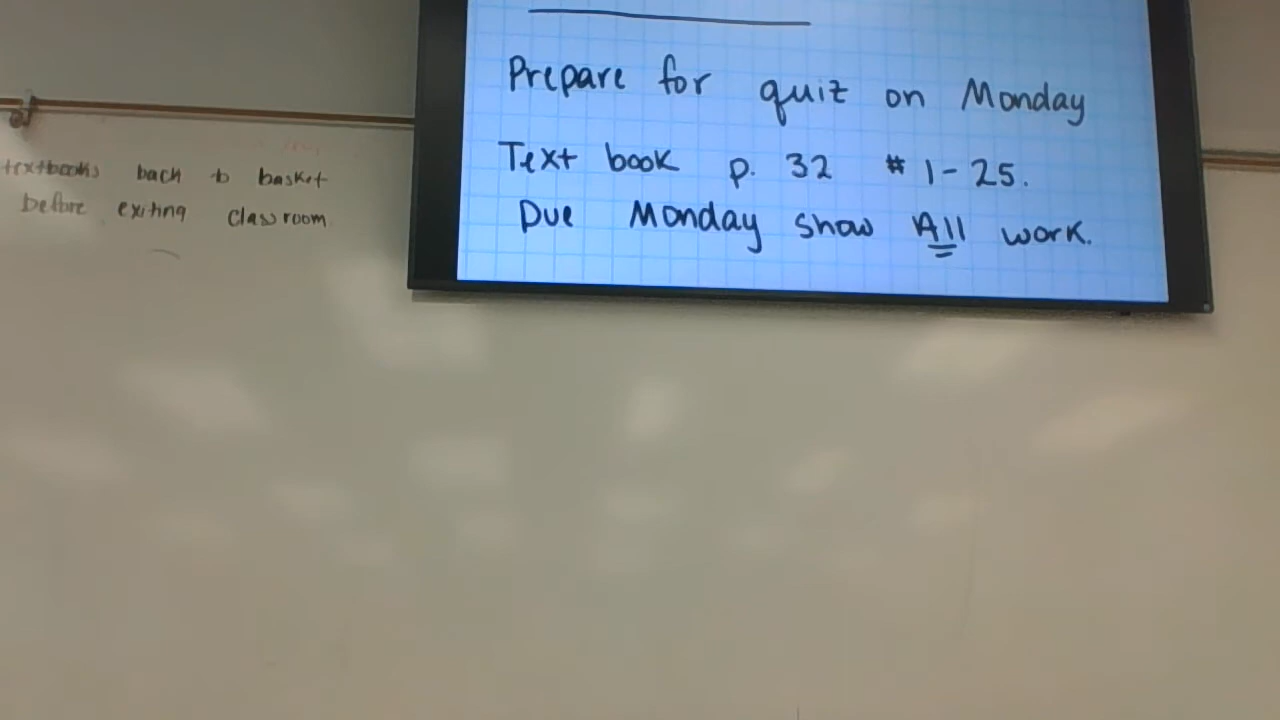 Prepare for quiz on Monday
Text book p. 32 # 1-25.
Due Monday show All work.
textbooks back to basket
before exiting classroom